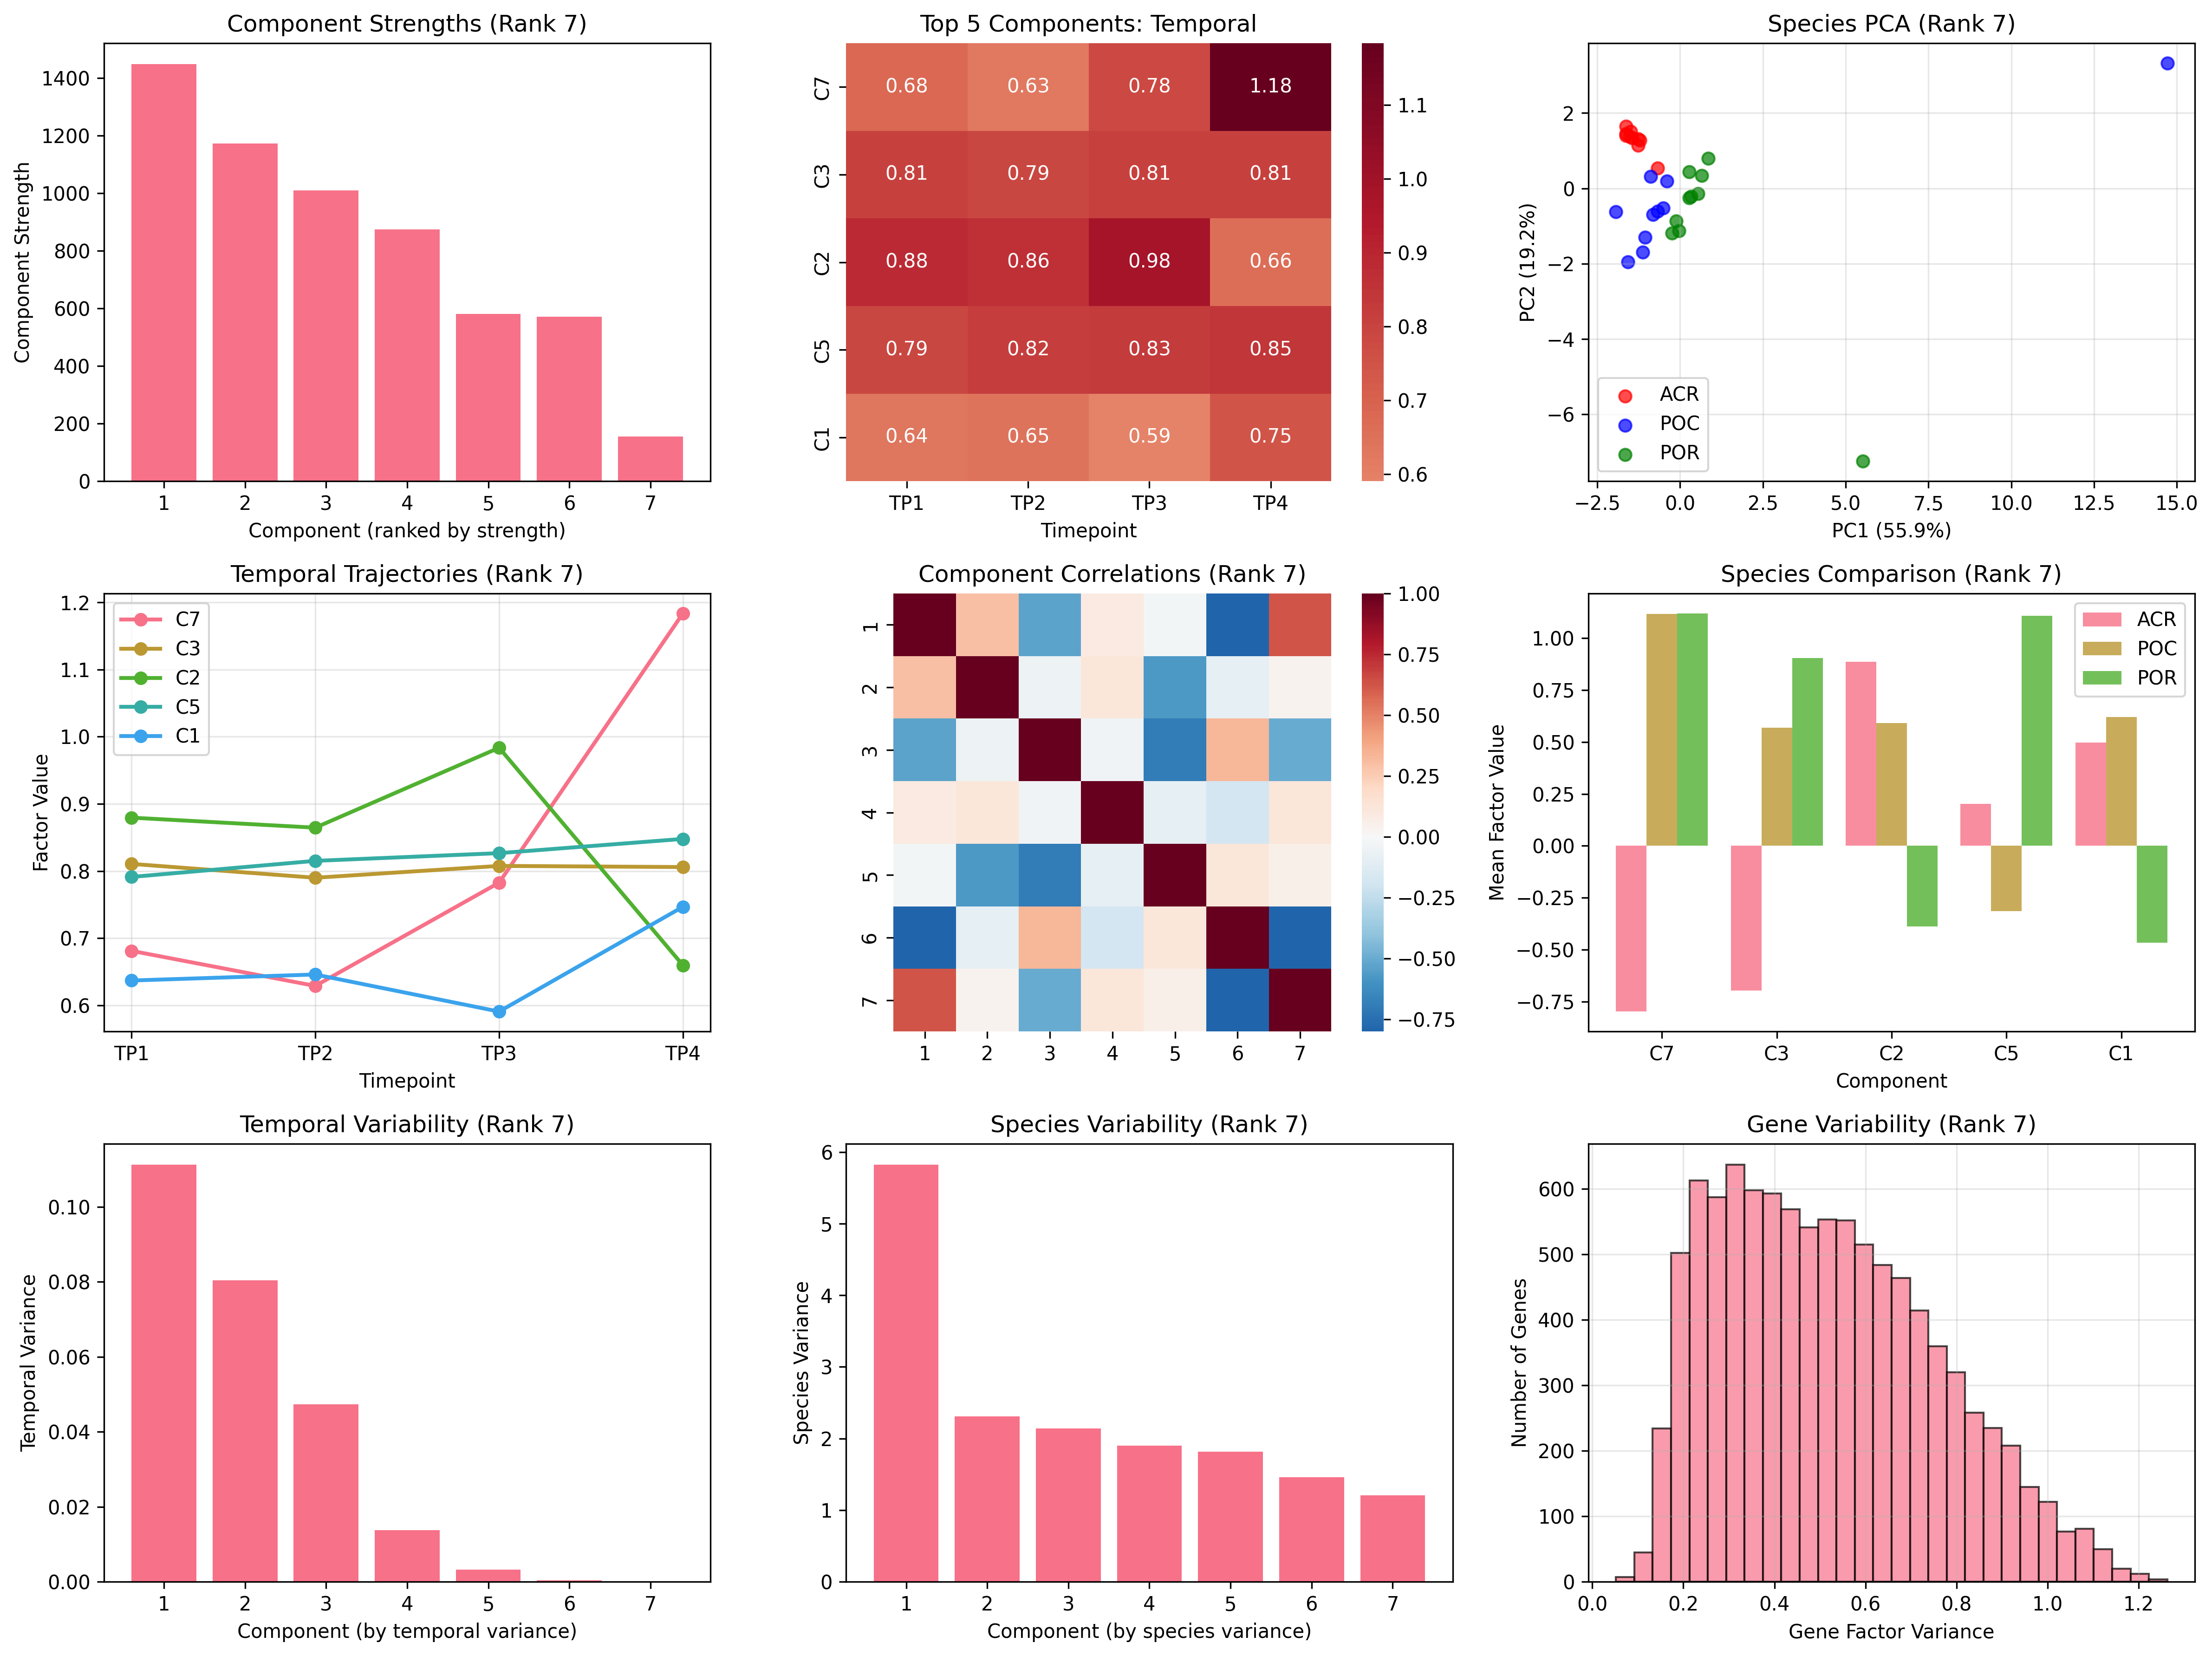 Component Strengths (Rank 7)
1400
1200
1000
800
600
400
200
0
Component Strength
1 2 3 4 5 6 7
Component (ranked by strength)
Top 5 Components: Temporal
C7 0.68 0.63 0.78 1.18
C3 0.81 0.79 0.81 0.81
C2 0.88 0.86 0.98 0.66
C5 0.79 0.82 0.83 0.85
C1 0.64 0.65 0.59 0.75
TP1 TP2 TP3 TP4
Timepoint
1.1
1.0
0.9
0.8
0.7
0.6
Species PCA (Rank 7)
2
0
−2
−4
−6
PC2 (19.2%)
ACR
POC
POR
−2.5 0.0 2.5 5.0 7.5 10.0 12.5 15.0
PC1 (55.9%)
Temporal Trajectories (Rank 7)
1.2
1.1
1.0
0.9
0.8
0.7
0.6
Factor Value
C7
C3
C2
C5
C1
TP1 TP2 TP3 TP4
Timepoint
Component Correlations (Rank 7)
1
2
3
4
5
6
7
1 2 3 4 5 6 7
1.00
0.75
0.50
0.25
0.00
−0.25
−0.50
−0.75
Species Comparison (Rank 7)
1.00
0.75
0.50
0.25
0.00
−0.25
−0.50
−0.75
Mean Factor Value
ACR
POC
POR
C7 C3 C2 C5 C1
Component
Temporal Variability (Rank 7)
0.10
0.08
0.06
0.04
0.02
0.00
Temporal Variance
1 2 3 4 5 6 7
Component (by temporal variance)
Species Variability (Rank 7)
6
5
4
3
2
1
0
Species Variance
1 2 3 4 5 6 7
Component (by species variance)
Gene Variability (Rank 7)
600
500
400
300
200
100
0
Number of Genes
0.0 0.2 0.4 0.6 0.8 1.0 1.2
Gene Factor Variance